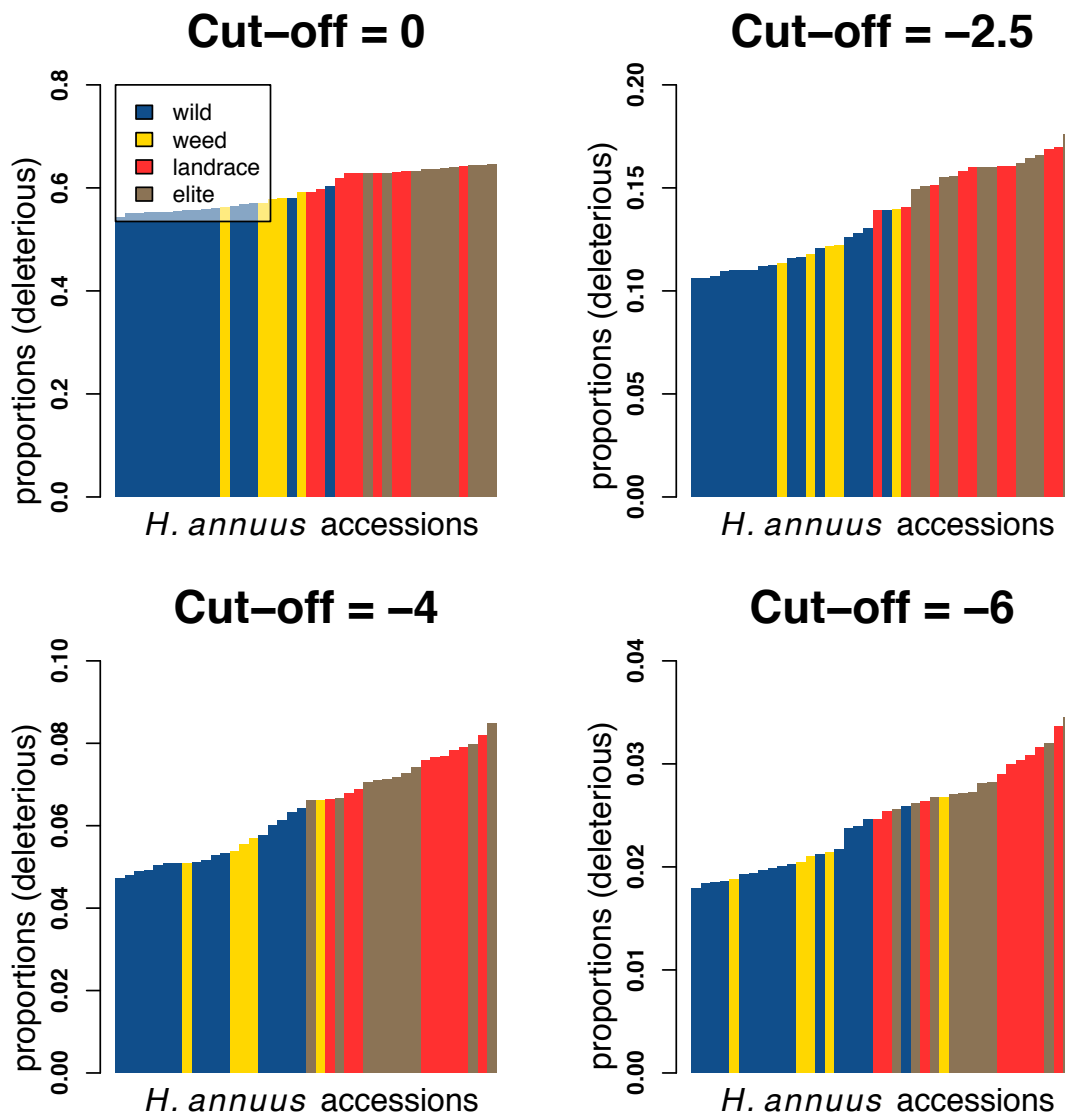 Cut–off = 0
proportions (deleterious)
0.0 0.2 0.4 0.6 0.8
wild
weed
landrace
elite
H. annuus accessions
Cut–off = –2.5
proportions (deleterious)
0.00 0.05 0.10 0.15 0.20
H. annuus accessions
Cut–off = –4
proportions (deleterious)
0.00 0.02 0.04 0.06 0.08 0.10
H. annuus accessions
Cut–off = –6
proportions (deleterious)
0.00 0.01 0.02 0.03 0.04
H. annuus accessions